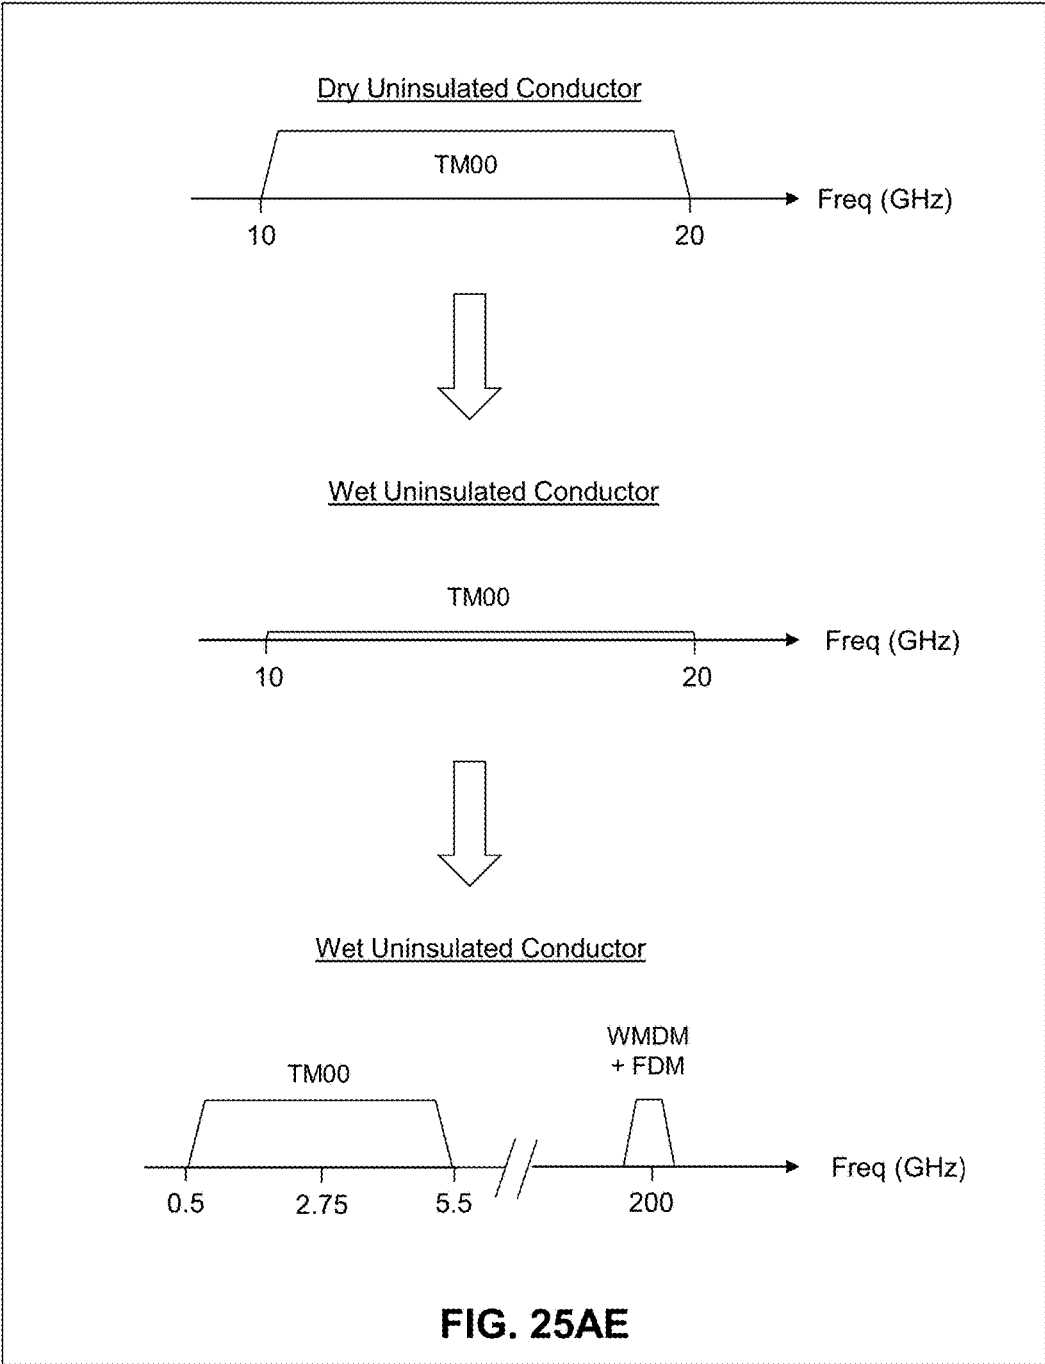 Dry Uninsulated Conductor
TM00
Freq (GHz)
10
20
Wet Uninsulated Conductor
TM00
Freq (GHz)
10
20
Wet Uninsulated Conductor
WMDM
+ FDM
TM00
Freq (GHz)
0.5
2.75
5.5
200
FIG. 25AE